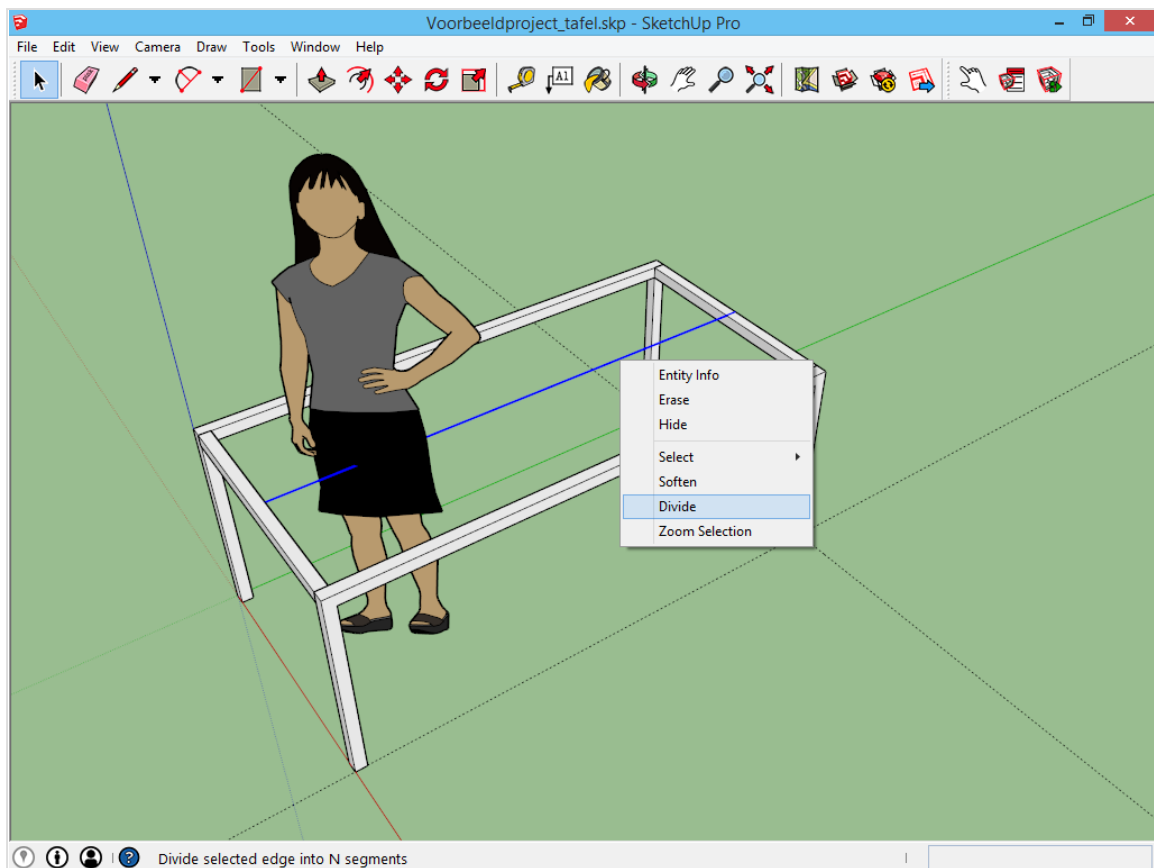 Voorbeeldproject_tafel.skp - SketchUp Pro
File Edit View Camera Draw Tools Window Help
A1
Entity Info
Erase
Hide
Select
Soften
Divide
Zoom Selection
Divide selected edge into N segments